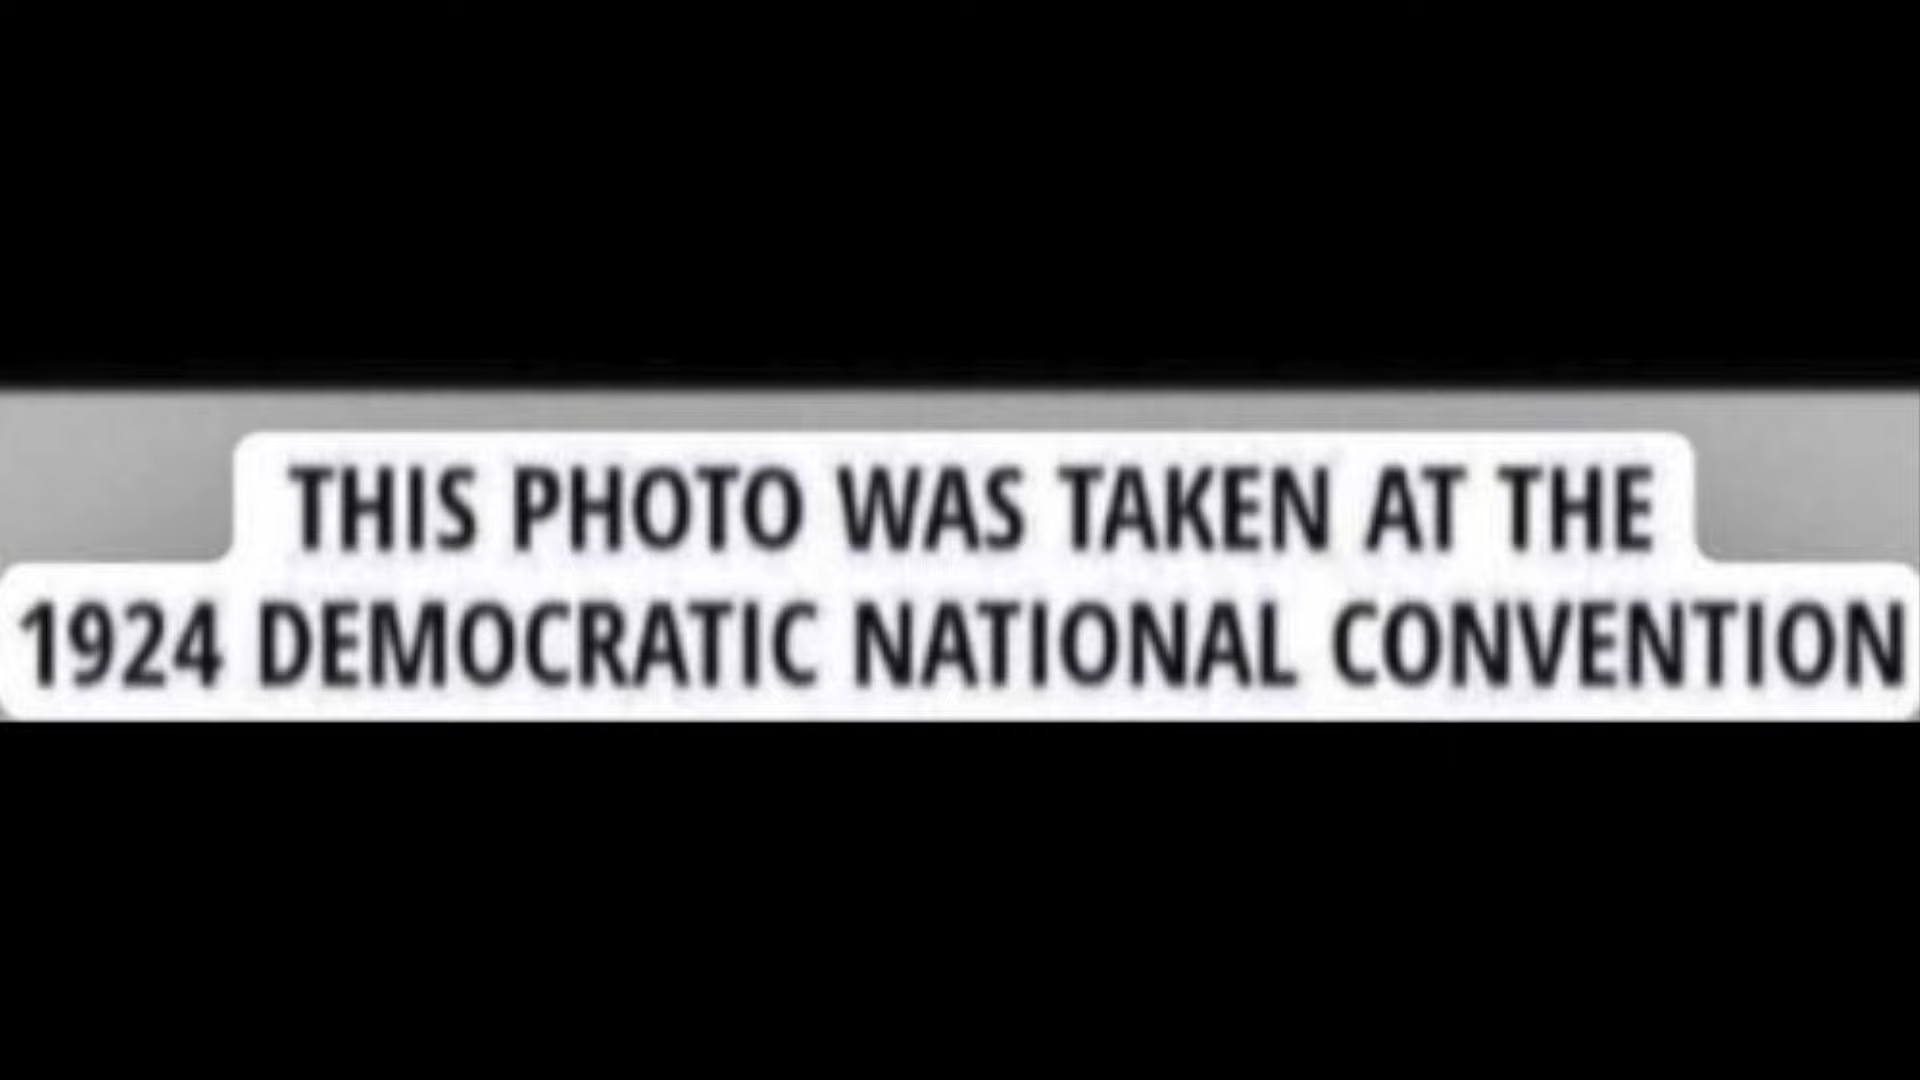 THIS PHOTO WAS TAKEN AT THE
1924 DEMOCRATIC NATIONAL CONVENTION